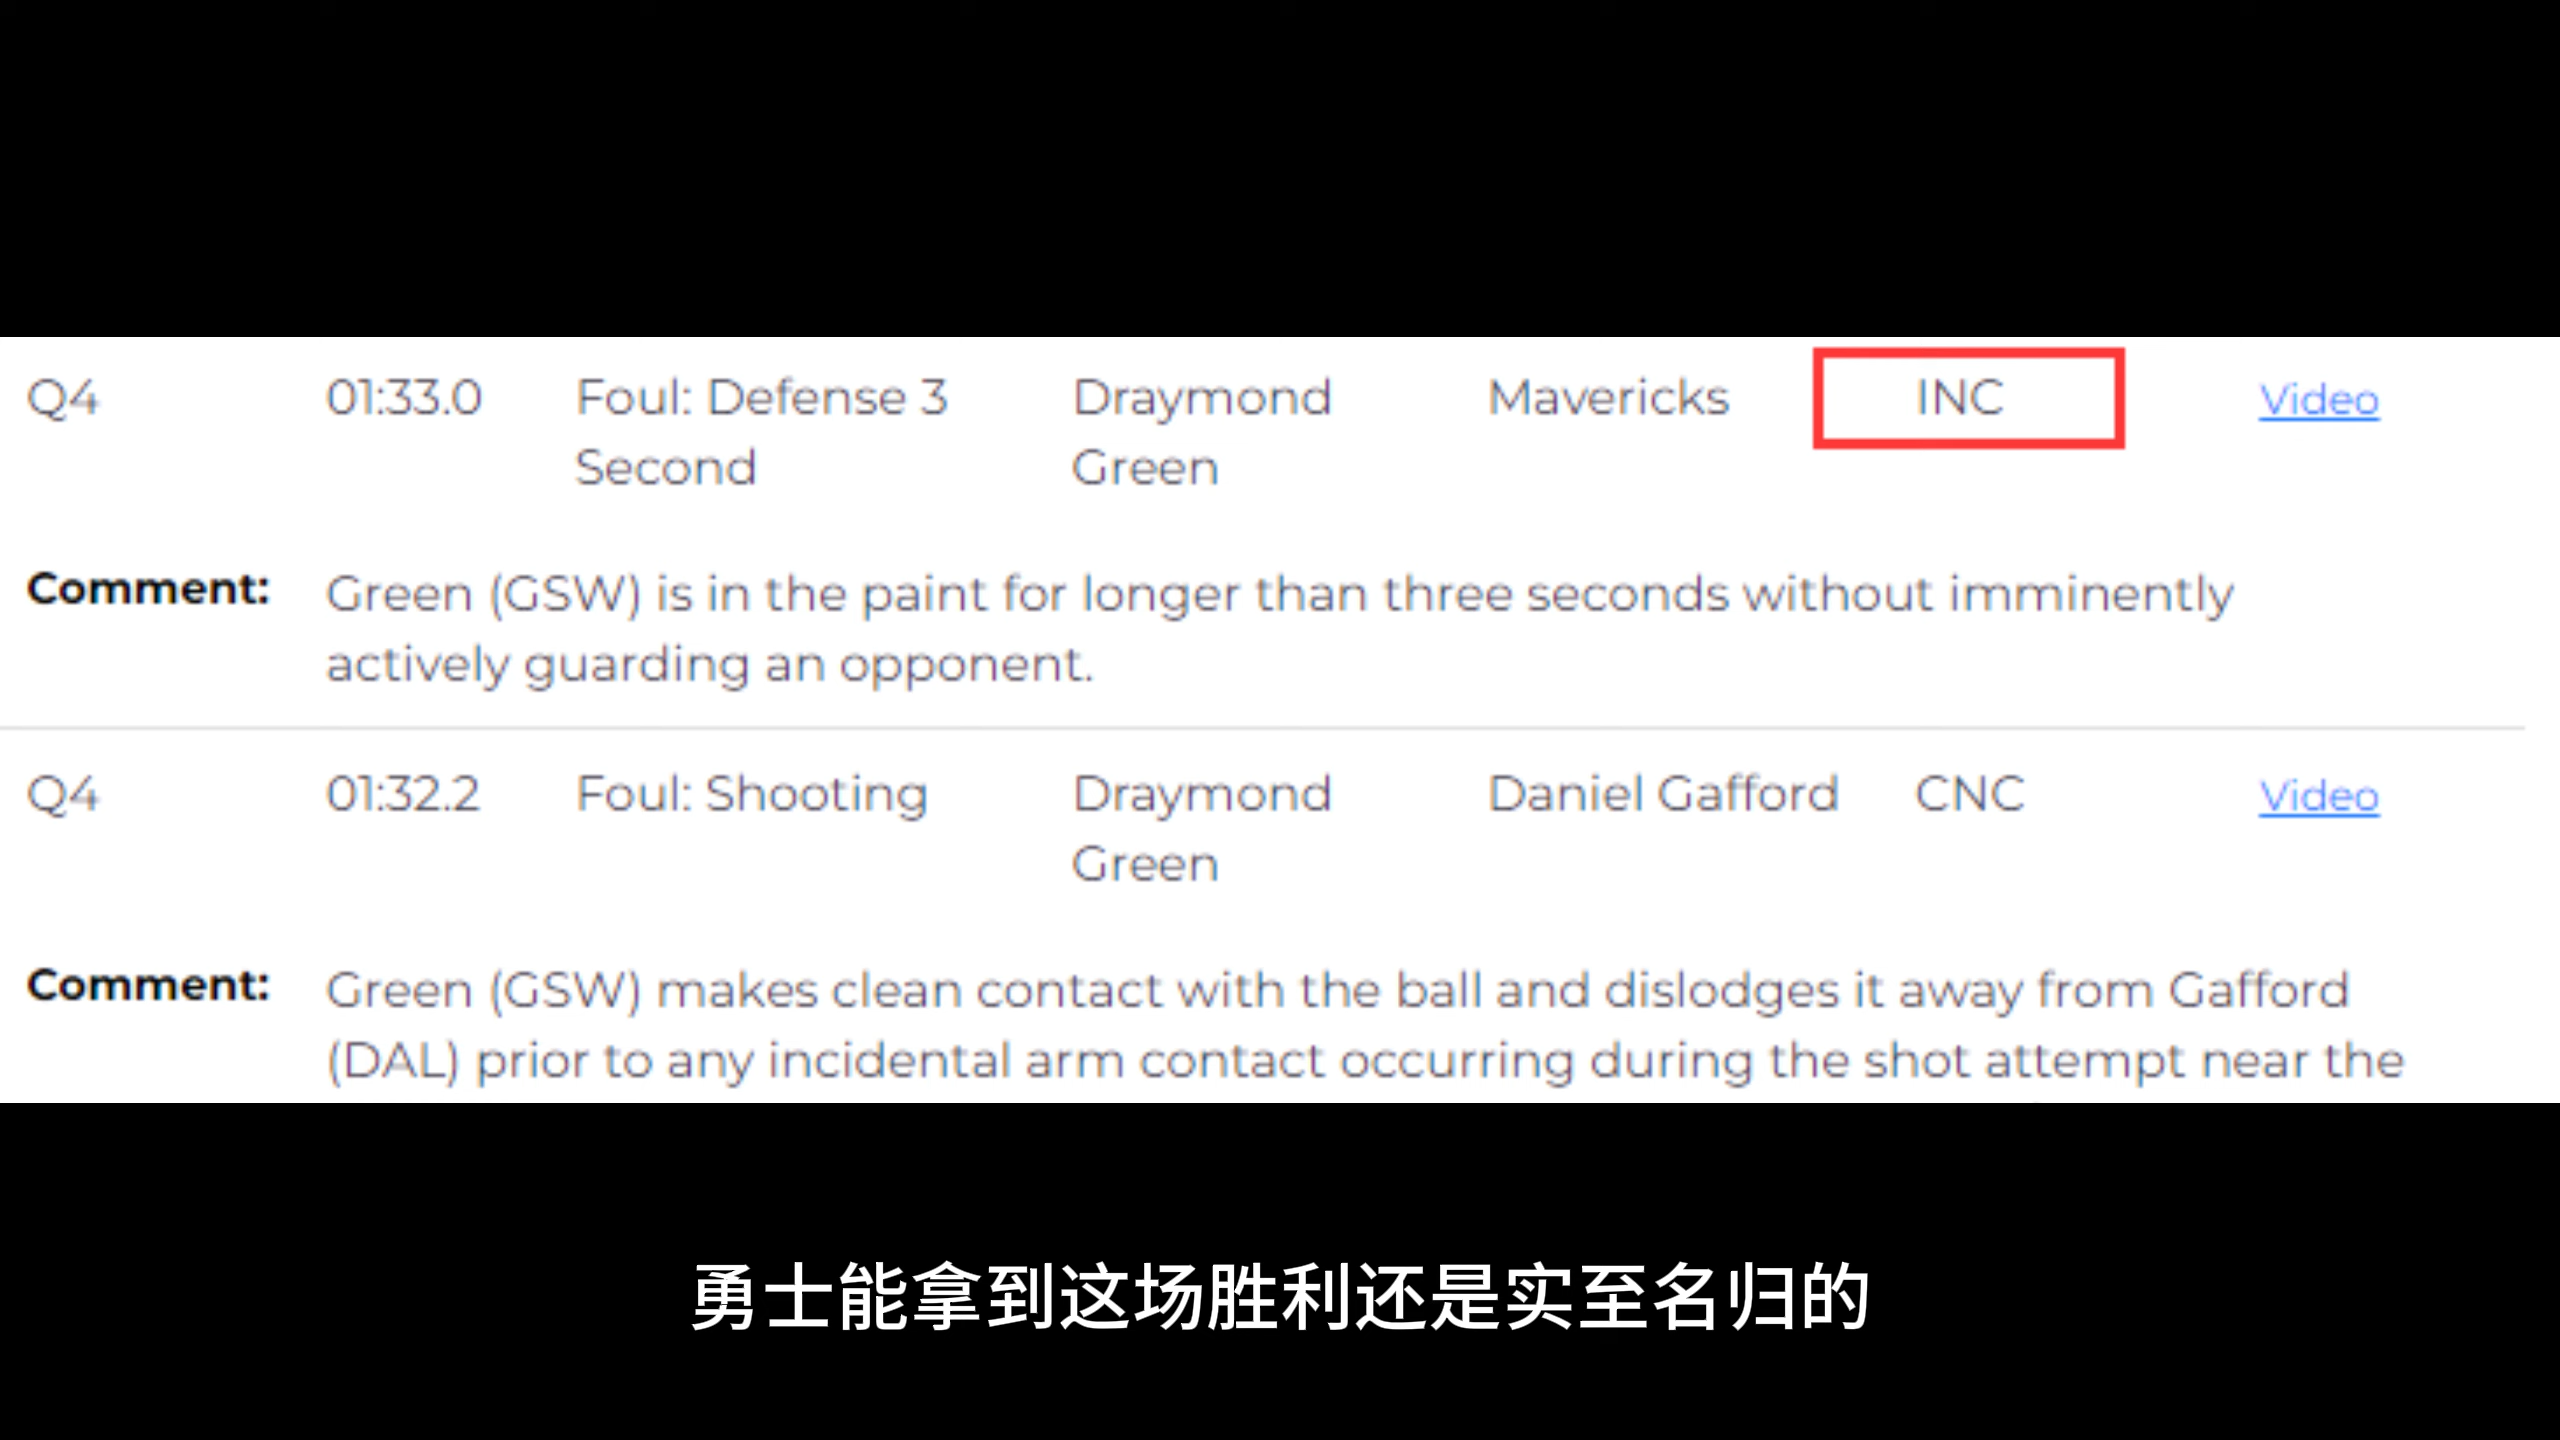 Q4 01:33.0 Foul: Defense 3 Second Draymond Green Mavericks INC Video
Comment: Green (GSW) is in the paint for longer than three seconds without imminently
actively guarding an opponent.
Q4 01:32.2 Foul: Shooting Draymond Green Daniel Gafford CNC Video
Comment: Green (GSW) makes clean contact with the ball and dislodges it away from Gafford
(DAL) prior to any incidental arm contact occurring during the shot attempt near the
勇士能拿到这场胜利还是实至名归的